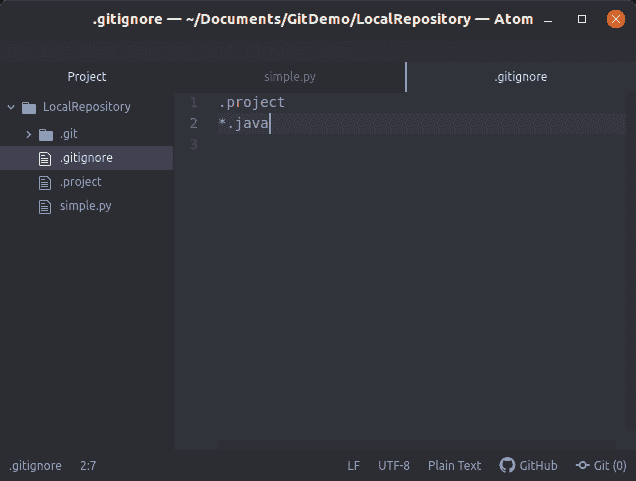 .gitignore — ~/Documents/GitDemo/LocalRepository — Atom
Project
simple.py
.gitignore
LocalRepository
.git
.gitignore
.project
simple.py
1 .project
2 *.java
3
.gitignore 2:7 LF UTF-8 Plain Text GitHub Git (0)